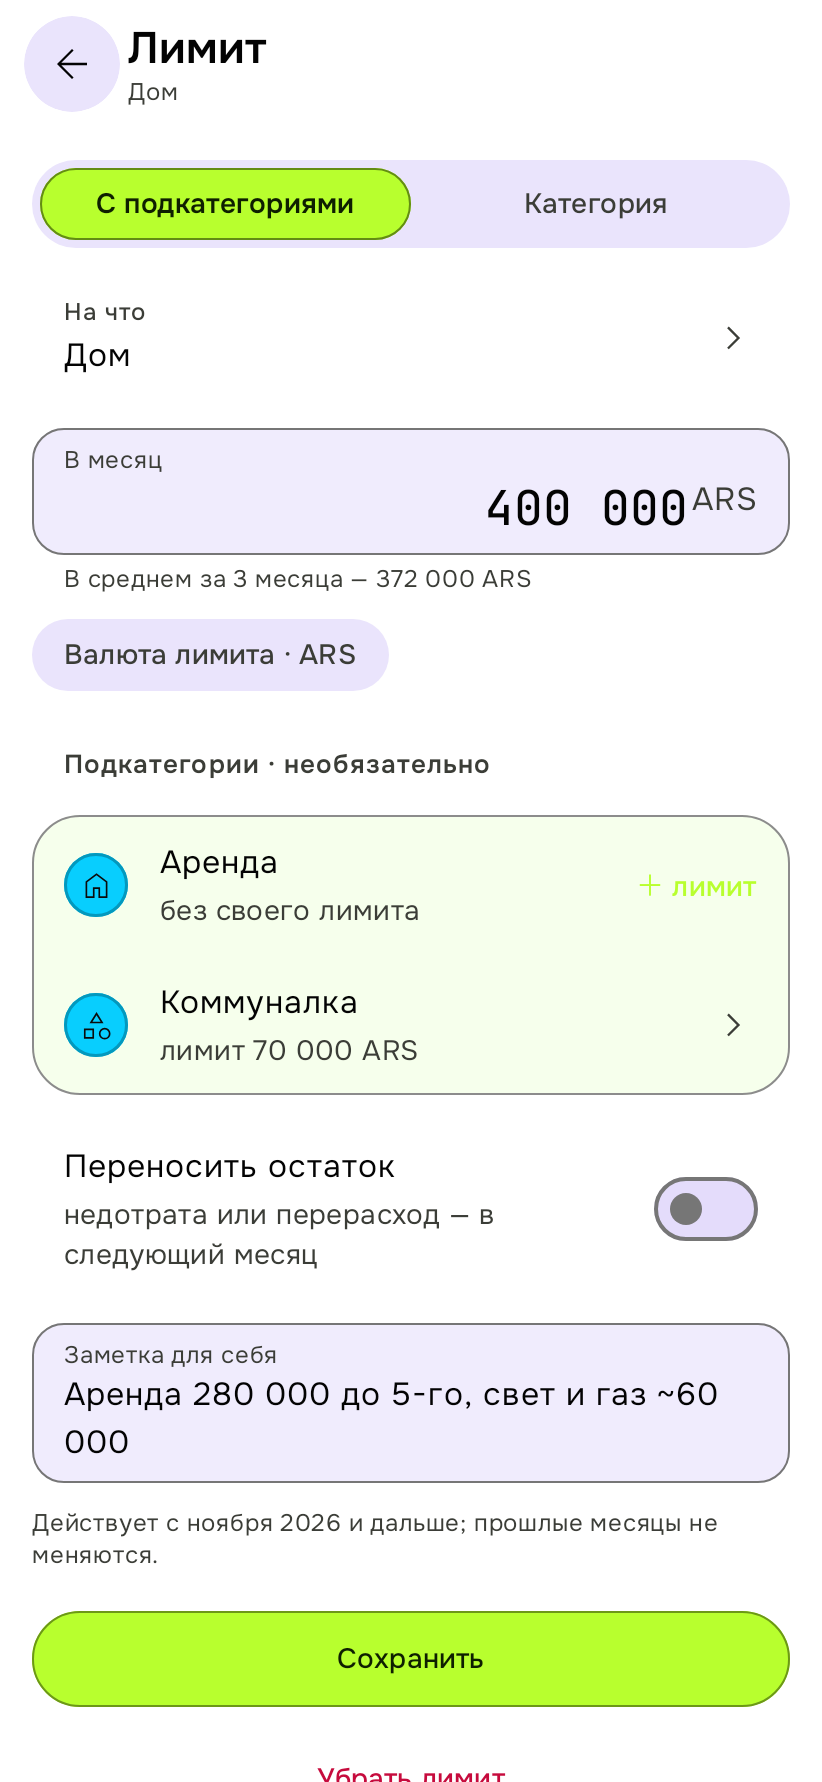 Лимит
Дом
С подкатегориями
Категория
На что
Дом
В месяц
400 000 ARS
В среднем за 3 месяца — 372 000 ARS
Валюта лимита · ARS
Подкатегории · необязательно
Аренда
без своего лимита
+ лимит
Коммуналка
лимит 70 000 ARS
Переносить остаток
недотрата или перерасход — в
следующий месяц
Заметка для себя
Аренда 280 000 до 5-го, свет и газ ~60
000
Действует с ноября 2026 и дальше; прошлые месяцы не
меняются.
Сохранить
Убрать лимит